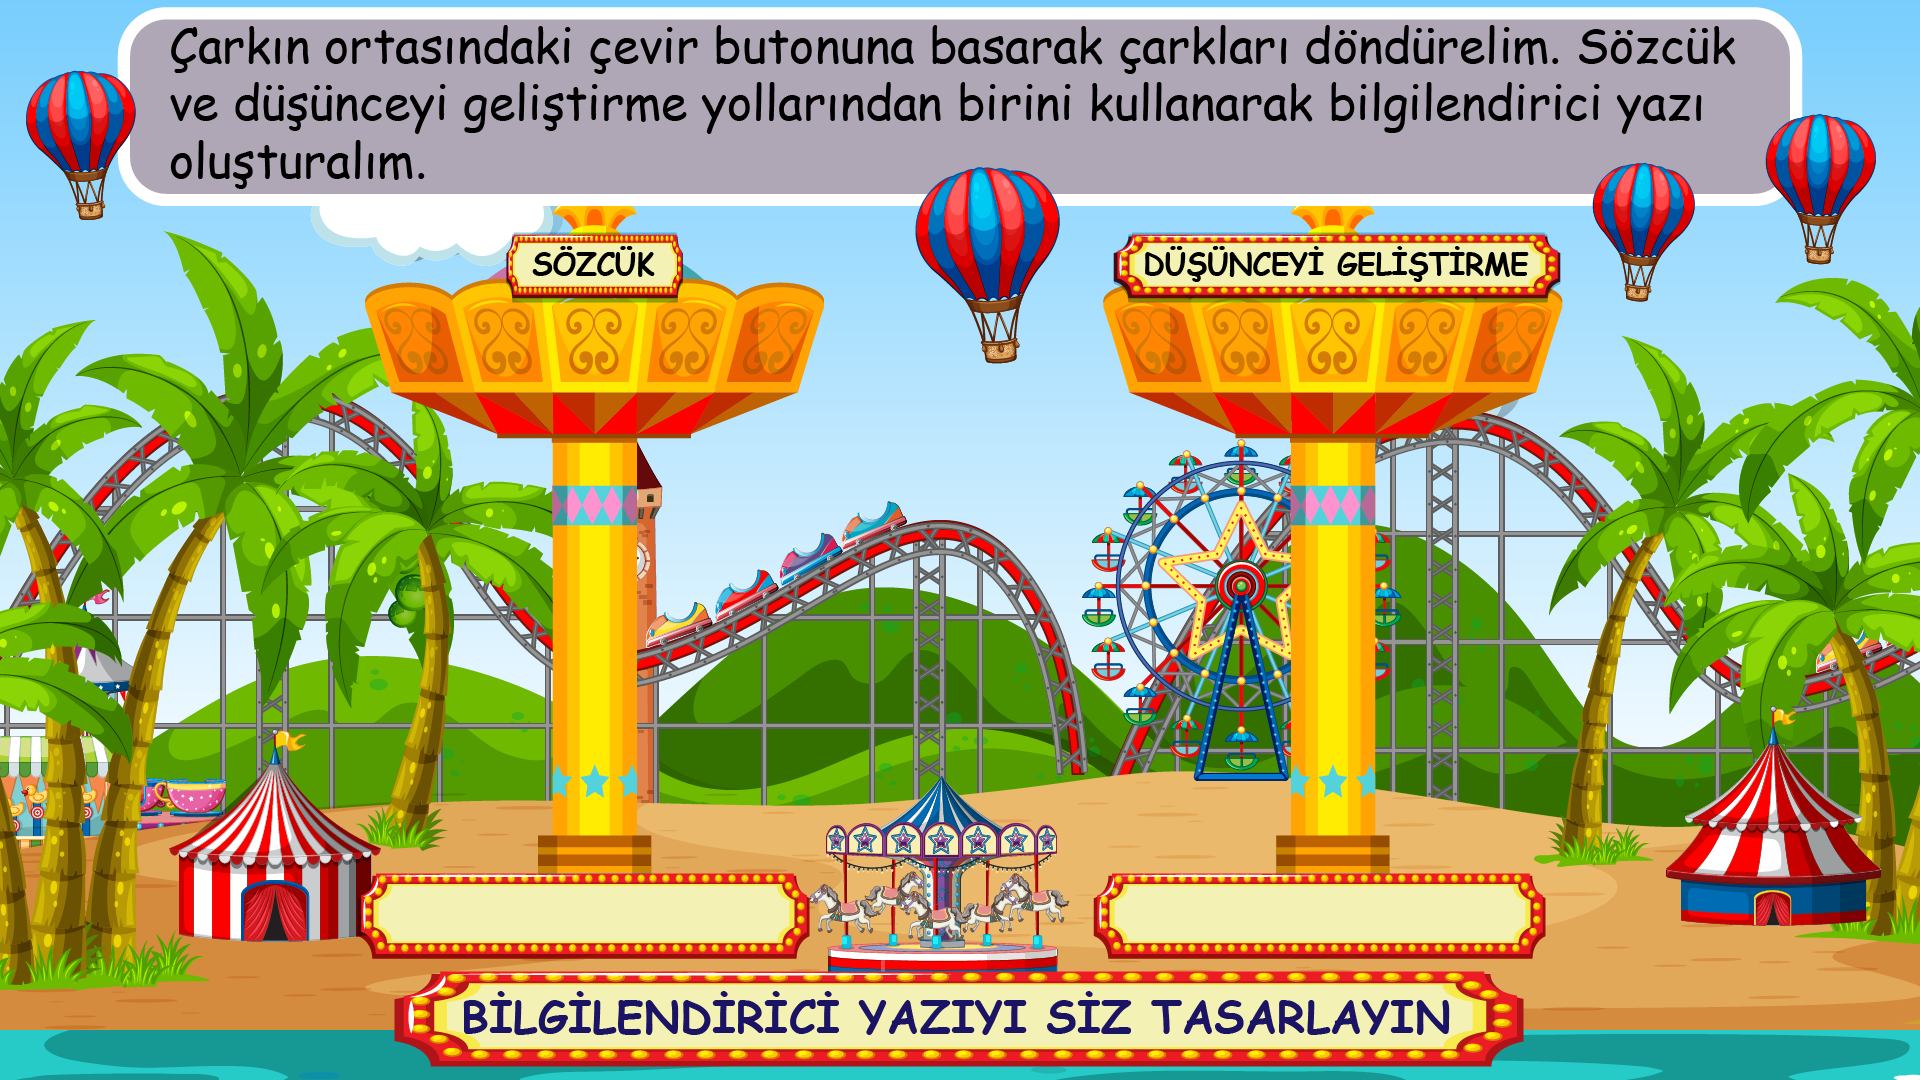 Çarkın ortasındaki çevir butonuna basarak çarkları döndürelim. Sözcük
ve düşünceyi geliştirme yollarından birini kullanarak bilgilendirici yazı
oluşturalım.
SÖZCÜK
DÜŞÜNCEYİ GELİŞTİRME
BİLGİLENDİRİCİ YAZIYI SİZ TASARLAYIN